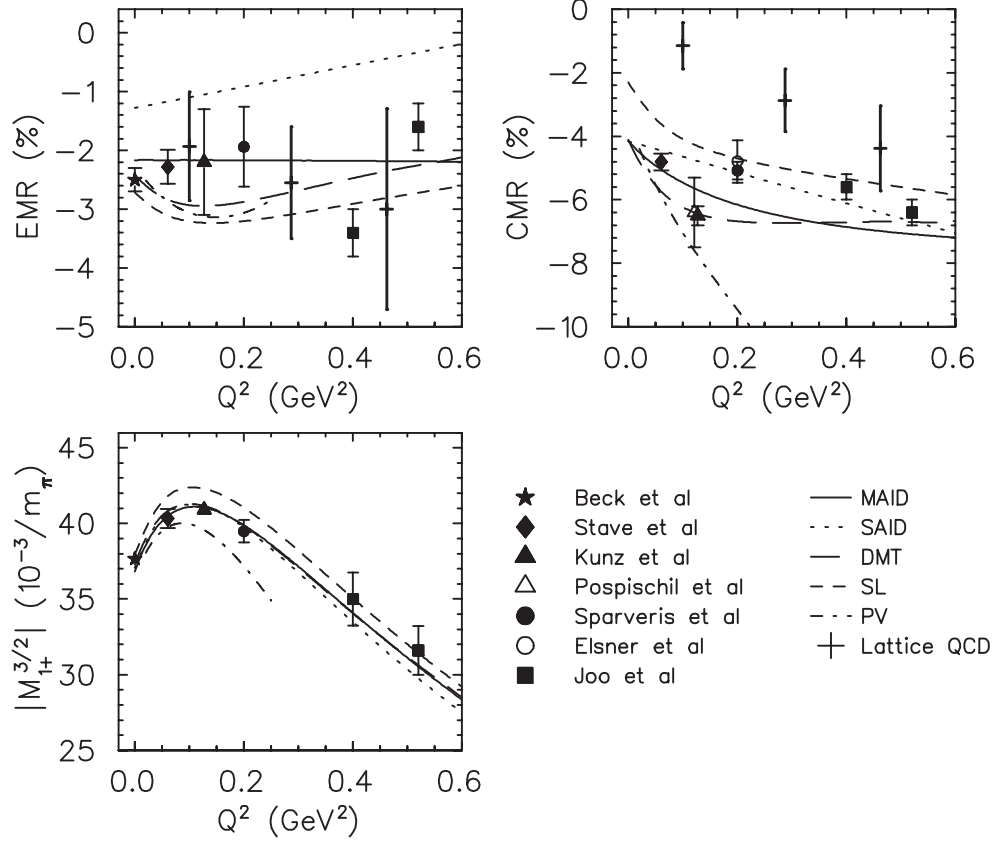 EMR (%)
0
−1
−2
−3
−4
−5
0.0 0.2 0.4 0.6
Q² (GeV²)
CMR (%)
0
−2
−4
−6
−8
−10
0.0 0.2 0.4 0.6
Q² (GeV²)
|M₁₊^3/2| (10⁻³/mπ)
45
40
35
30
25
0.0 0.2 0.4 0.6
Q² (GeV²)
Beck et al
Stave et al
Kunz et al
Pospischil et al
Sparveris et al
Elsner et al
Joo et al
MAID
SAID
DMT
SL
PV
Lattice QCD